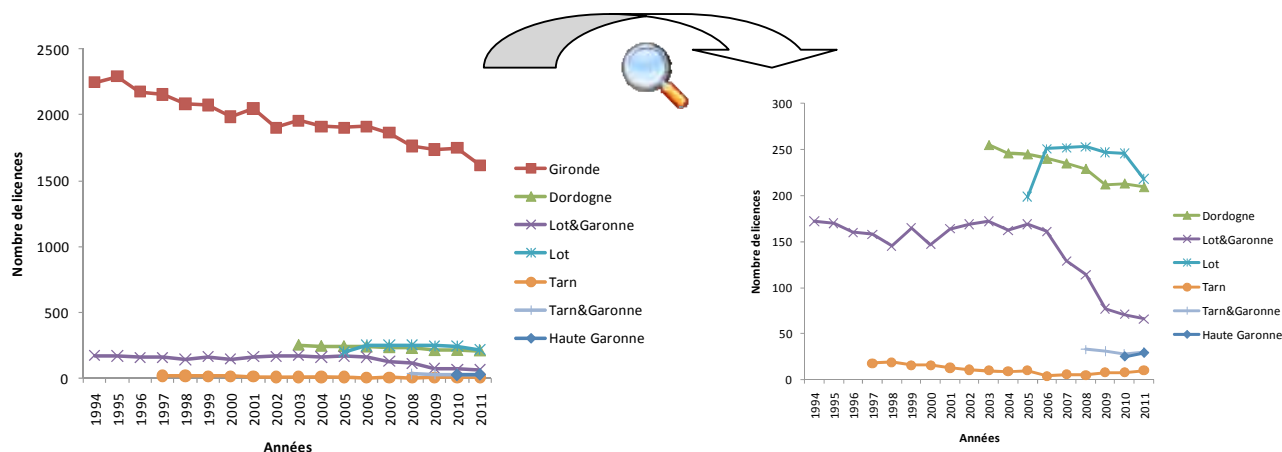 2500
2000
1500
1000
500
0
Nombre de licences
1994 1995 1996 1997 1998 1999 2000 2001 2002 2003 2004 2005 2006 2007 2008 2009 2010 2011
Années
Gironde
Dordogne
Lot&Garonne
Lot
Tarn
Tarn&Garonne
Haute Garonne
300
250
200
150
100
50
0
Nombre de licences
1994 1995 1996 1997 1998 1999 2000 2001 2002 2003 2004 2005 2006 2007 2008 2009 2010 2011
Années
Dordogne
Lot&Garonne
Lot
Tarn
Tarn&Garonne
Haute Garonne